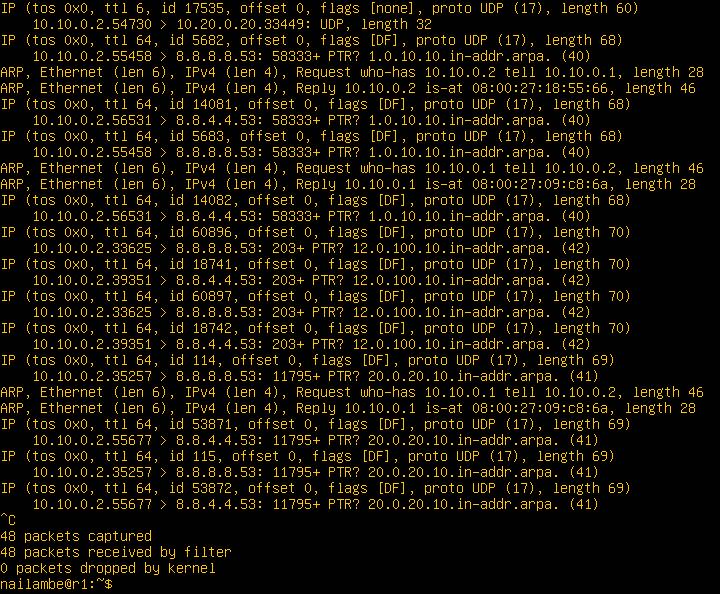 IP (tos 0x0, ttl 6, id 17535, offset 0, flags [none], proto UDP (17), length 60)
10.10.0.2.54730 > 10.20.0.20.33449: UDP, length 32
IP (tos 0x0, ttl 64, id 5682, offset 0, flags [DF], proto UDP (17), length 68)
10.10.0.2.55458 > 8.8.8.8.53: 58333+ PTR? 1.0.10.10.in-addr.arpa. (40)
ARP, Ethernet (len 6), IPv4 (len 4), Request who-has 10.10.0.2 tell 10.10.0.1, length 28
ARP, Ethernet (len 6), IPv4 (len 4), Reply 10.10.0.2 is-at 08:00:27:18:55:66, length 46
IP (tos 0x0, ttl 64, id 14081, offset 0, flags [DF], proto UDP (17), length 68)
10.10.0.2.56531 > 8.8.4.4.53: 58333+ PTR? 1.0.10.10.in-addr.arpa. (40)
IP (tos 0x0, ttl 64, id 5683, offset 0, flags [DF], proto UDP (17), length 68)
10.10.0.2.55458 > 8.8.8.8.53: 58333+ PTR? 1.0.10.10.in-addr.arpa. (40)
ARP, Ethernet (len 6), IPv4 (len 4), Request who-has 10.10.0.1 tell 10.10.0.2, length 46
ARP, Ethernet (len 6), IPv4 (len 4), Reply 10.10.0.1 is-at 08:00:27:09:c8:6a, length 28
IP (tos 0x0, ttl 64, id 14082, offset 0, flags [DF], proto UDP (17), length 68)
10.10.0.2.56531 > 8.8.4.4.53: 58333+ PTR? 1.0.10.10.in-addr.arpa. (40)
IP (tos 0x0, ttl 64, id 60896, offset 0, flags [DF], proto UDP (17), length 70)
10.10.0.2.33625 > 8.8.8.8.53: 203+ PTR? 12.0.100.10.in-addr.arpa. (42)
IP (tos 0x0, ttl 64, id 18741, offset 0, flags [DF], proto UDP (17), length 70)
10.10.0.2.39351 > 8.8.4.4.53: 203+ PTR? 12.0.100.10.in-addr.arpa. (42)
IP (tos 0x0, ttl 64, id 60897, offset 0, flags [DF], proto UDP (17), length 70)
10.10.0.2.33625 > 8.8.8.8.53: 203+ PTR? 12.0.100.10.in-addr.arpa. (42)
IP (tos 0x0, ttl 64, id 18742, offset 0, flags [DF], proto UDP (17), length 70)
10.10.0.2.39351 > 8.8.4.4.53: 203+ PTR? 12.0.100.10.in-addr.arpa. (42)
IP (tos 0x0, ttl 64, id 114, offset 0, flags [DF], proto UDP (17), length 69)
10.10.0.2.35257 > 8.8.8.8.53: 11795+ PTR? 20.0.20.10.in-addr.arpa. (41)
ARP, Ethernet (len 6), IPv4 (len 4), Request who-has 10.10.0.1 tell 10.10.0.2, length 46
ARP, Ethernet (len 6), IPv4 (len 4), Reply 10.10.0.1 is-at 08:00:27:09:c8:6a, length 28
IP (tos 0x0, ttl 64, id 53871, offset 0, flags [DF], proto UDP (17), length 69)
10.10.0.2.55677 > 8.8.4.4.53: 11795+ PTR? 20.0.20.10.in-addr.arpa. (41)
IP (tos 0x0, ttl 64, id 115, offset 0, flags [DF], proto UDP (17), length 69)
10.10.0.2.35257 > 8.8.8.8.53: 11795+ PTR? 20.0.20.10.in-addr.arpa. (41)
IP (tos 0x0, ttl 64, id 53872, offset 0, flags [DF], proto UDP (17), length 69)
10.10.0.2.55677 > 8.8.4.4.53: 11795+ PTR? 20.0.20.10.in-addr.arpa. (41)
^C
48 packets captured
48 packets received by filter
0 packets dropped by kernel
nailambe@r1:~$